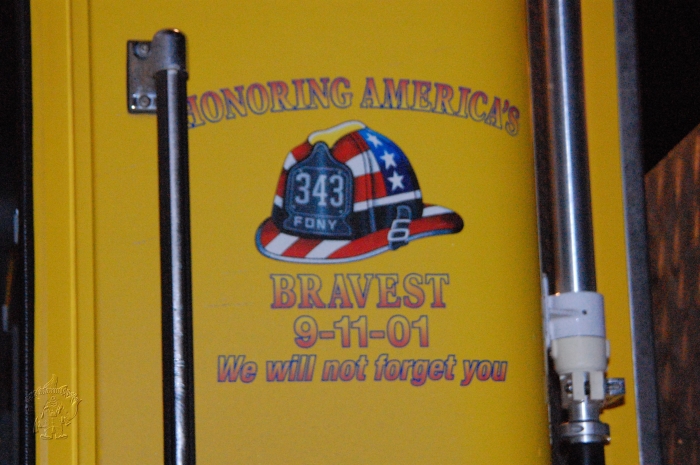 HONORING AMERICA'S
343
FDNY
BRAVEST
9-11-01
We will not forget you